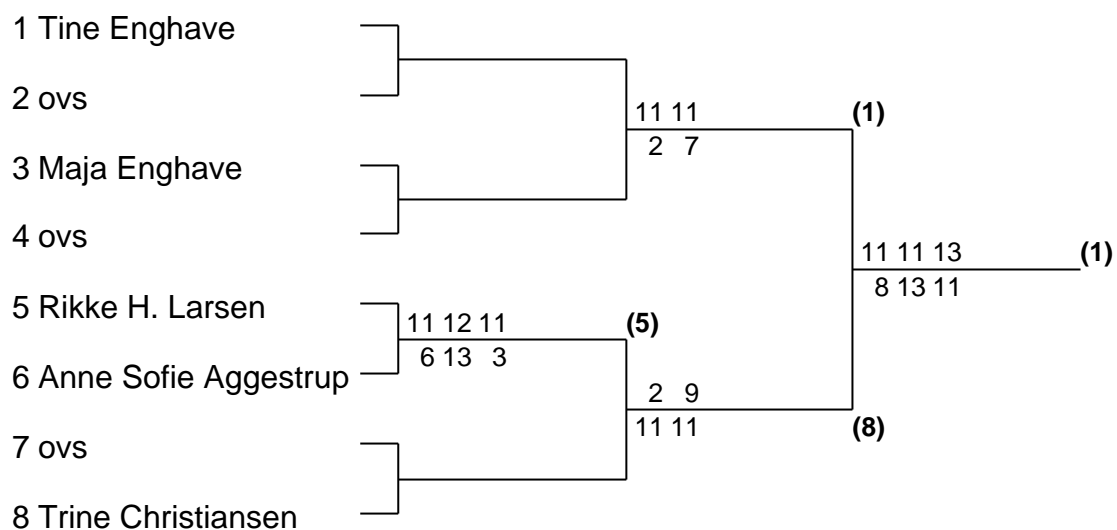 1 Tine Enghave
2 ovs
11 11 (1)
2 7
3 Maja Enghave
4 ovs
11 11 13 (1)
8 13 11
5 Rikke H. Larsen
11 12 11 (5)
6 13 3
6 Anne Sofie Aggestrup
2 9
11 11 (8)
7 ovs
8 Trine Christiansen